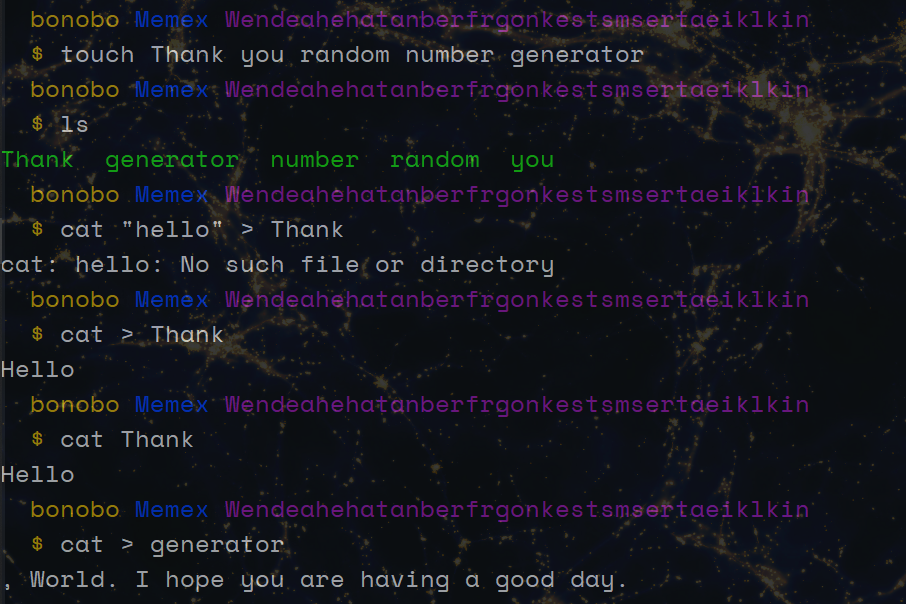 bonobo Memex Wendeahehatanberfrgonkestsmsertaeiklkin
$ touch Thank you random number generator
bonobo Memex Wendeahehatanberfrgonkestsmsertaeiklkin
$ ls
Thank generator number random you
bonobo Memex Wendeahehatanberfrgonkestsmsertaeiklkin
$ cat "hello" > Thank
cat: hello: No such file or directory
bonobo Memex Wendeahehatanberfrgonkestsmsertaeiklkin
$ cat > Thank
Hello
bonobo Memex Wendeahehatanberfrgonkestsmsertaeiklkin
$ cat Thank
Hello
bonobo Memex Wendeahehatanberfrgonkestsmsertaeiklkin
$ cat > generator
, World. I hope you are having a good day.